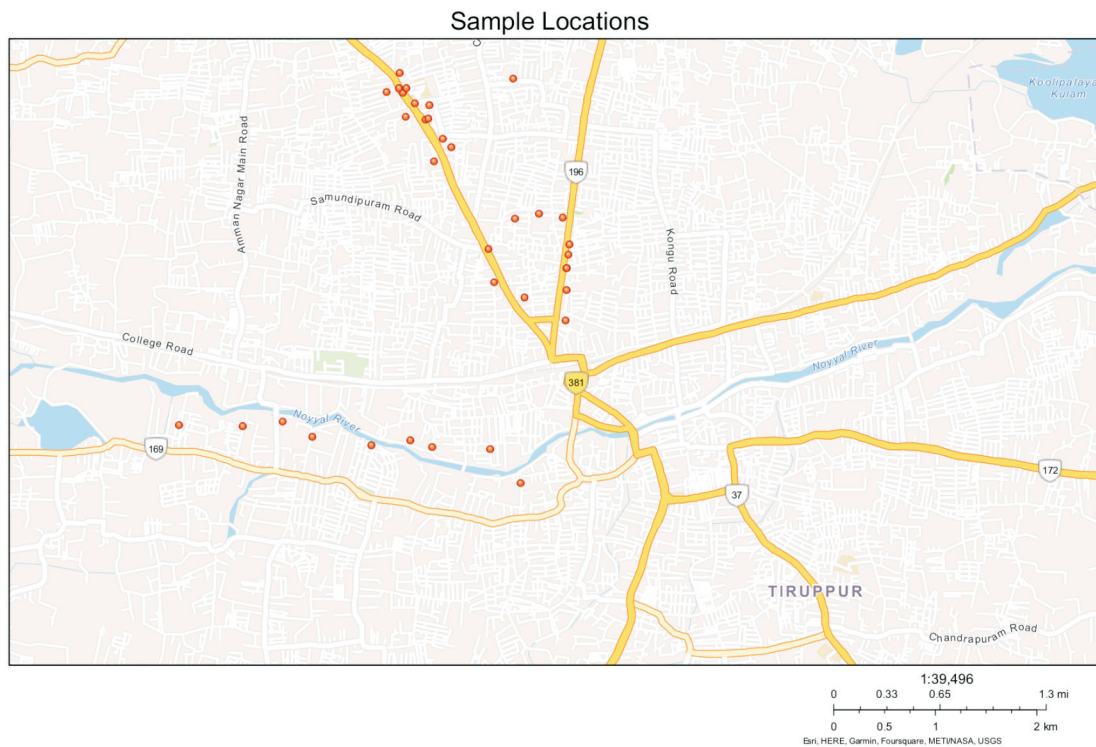 Sample Locations
Koolipalaya
Kulam
196
Amman Nagar Main Road
Samundipuram Road
Kongu Road
College Road
Noyyal River
381
Noyyal River
169
172
37
TIRUPPUR
Chandrapuram Road
1:39,496
0 0.33 0.65 1.3 mi
0 0.5 1 2 km
Esri, HERE, Garmin, Foursquare, METI/NASA, USGS